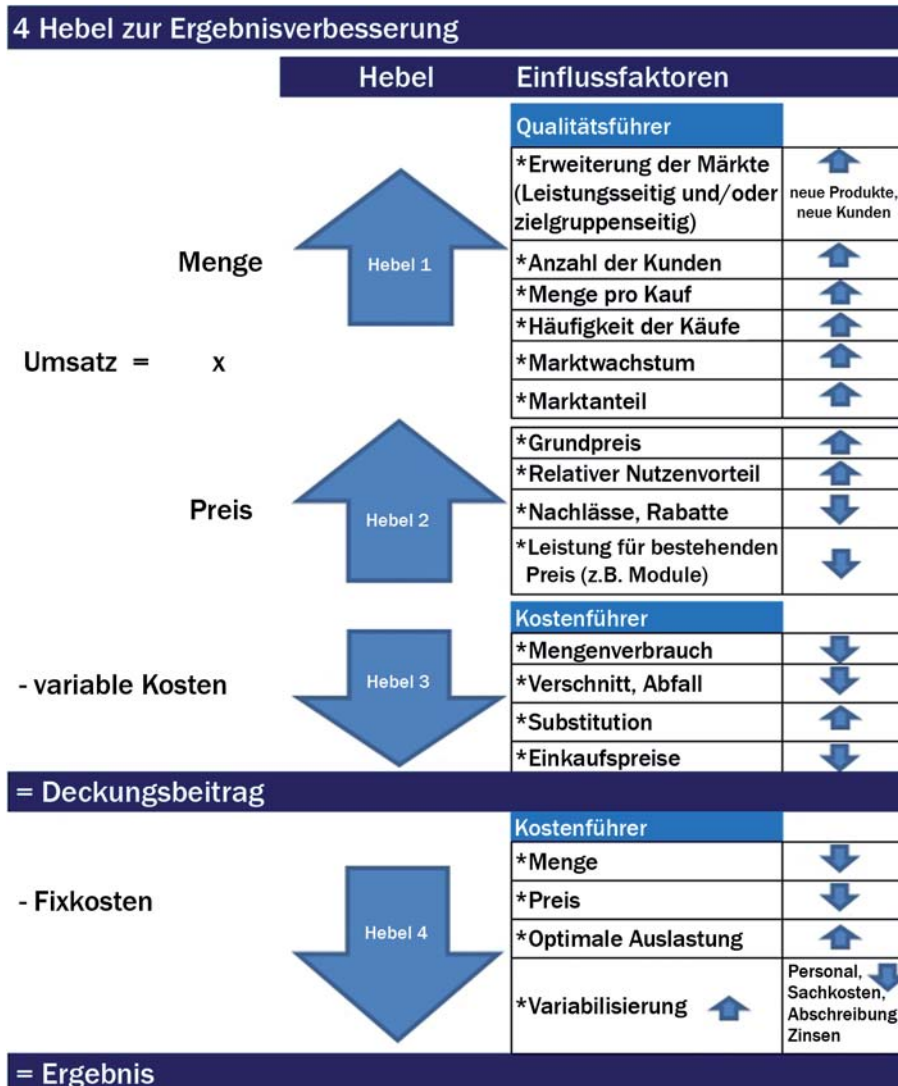 4 Hebel zur Ergebnisverbesserung
Hebel Einflussfaktoren
Qualitätsführer
Menge
Hebel 1
*Erweiterung der Märkte
(Leistungsseitig und/oder
zielgruppenseitig)
neue Produkte,
neue Kunden
*Anzahl der Kunden
*Menge pro Kauf
*Häufigkeit der Käufe
Umsatz = x
*Marktwachstum
*Marktanteil
Preis
Hebel 2
*Grundpreis
*Relativer Nutzenvorteil
*Nachlässe, Rabatte
*Leistung für bestehenden
Preis (z.B. Module)
Kostenführer
- variable Kosten
Hebel 3
*Mengenverbrauch
*Verschnitt, Abfall
*Substitution
*Einkaufspreise
= Deckungsbeitrag
Kostenführer
- Fixkosten
Hebel 4
*Menge
*Preis
*Optimale Auslastung
*Variabilisierung
Personal,
Sachkosten,
Abschreibung
Zinsen
= Ergebnis